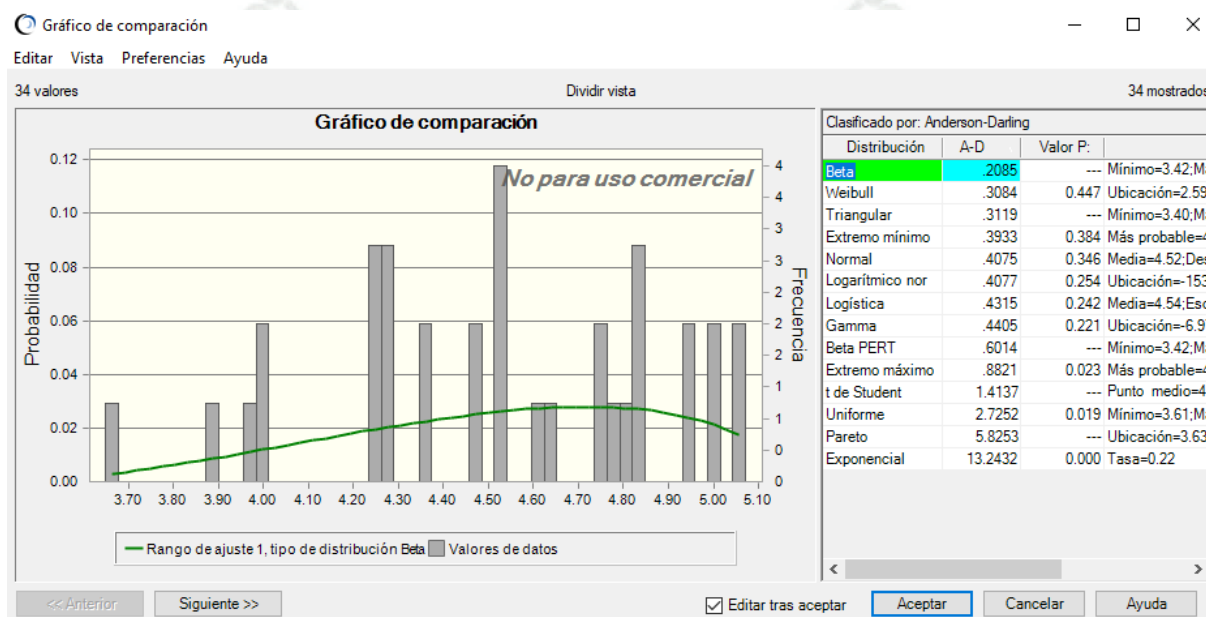 Gráfico de comparación
Editar Vista Preferencias Ayuda
34 valores Dividir vista 34 mostrados
Gráfico de comparación
No para uso comercial
Probabilidad
0.12
0.10
0.08
0.06
0.04
0.02
0.00
3.70 3.80 3.90 4.00 4.10 4.20 4.30 4.40 4.50 4.60 4.70 4.80 4.90 5.00 5.10
Frecuencia
4
4
3
3
2
2
2
1
1
0
0
Rango de ajuste 1, tipo de distribución Beta Valores de datos
Clasificado por: Anderson-Darling
Distribución A-D Valor P:
Beta .2085 --- Mínimo=3.42;M
Weibull .3084 0.447 Ubicación=2.59
Triangular .3119 --- Mínimo=3.40;M
Extremo mínimo .3933 0.384 Más probable=4
Normal .4075 0.346 Media=4.52;Des
Logarítmico nor .4077 0.254 Ubicación=-153
Logística .4315 0.242 Media=4.54;Esc
Gamma .4405 0.221 Ubicación=-6.9
Beta PERT .6014 --- Mínimo=3.42;M
Extremo máximo .8821 0.023 Más probable=4
t de Student 1.4137 --- Punto medio=4
Uniforme 2.7252 0.019 Mínimo=3.61;M
Pareto 5.8253 --- Ubicación=3.63
Exponencial 13.2432 0.000 Tasa=0.22
<< Anterior Siguiente >> Editar tras aceptar Aceptar Cancelar Ayuda